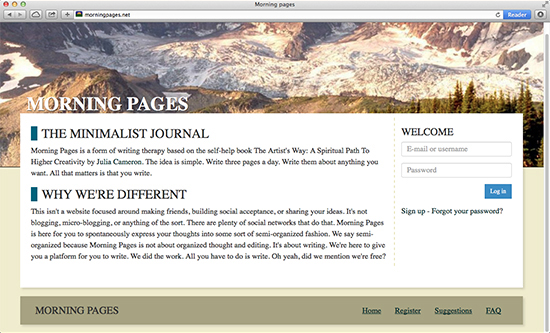 Morning pages
morningpages.net
Reader
MORNING PAGES
THE MINIMALIST JOURNAL
Morning Pages is a form of writing therapy based on the self-help book The Artist's Way: A Spiritual Path To
Higher Creativity by Julia Cameron. The idea is simple. Write three pages a day. Write them about anything you
want. All that matters is that you write.
WHY WE'RE DIFFERENT
This isn't a website focused around making friends, building social acceptance, or sharing your ideas. It's not
blogging, micro-blogging, or anything of the sort. There are plenty of social networks that do that. Morning Pages
is here for you to spontaneously express your thoughts into some sort of semi-organized fashion. We say semi-
organized because Morning Pages is not about organized thought and editing. It's about writing. We're here to give
you a platform for you to write. We did the work. All you have to do is write. Oh yeah, did we mention we're free?
WELCOME
E-mail or username
Password
Log in
Sign up - Forgot your password?
MORNING PAGES
Home Register Suggestions FAQ